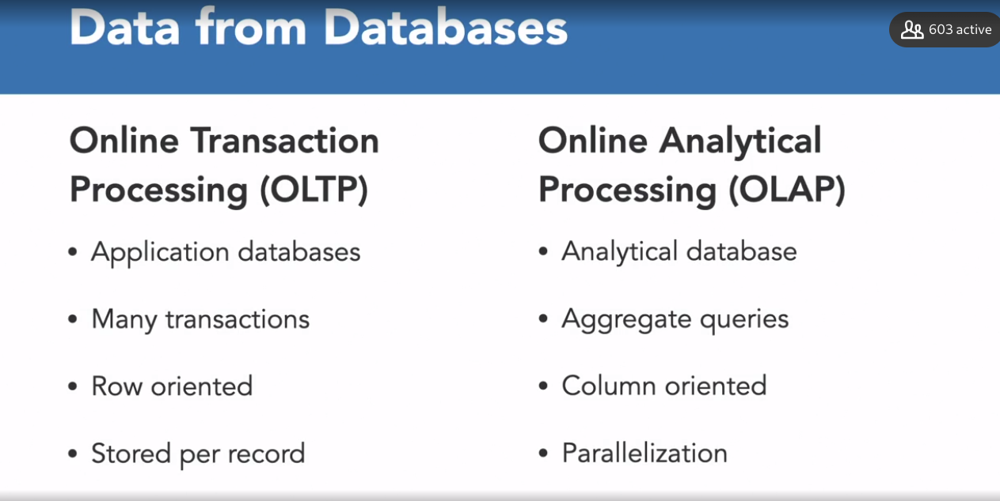 Data from Databases
603 active
Online Transaction
Processing (OLTP)
• Application databases
• Many transactions
• Row oriented
• Stored per record
Online Analytical
Processing (OLAP)
• Analytical database
• Aggregate queries
• Column oriented
• Parallelization